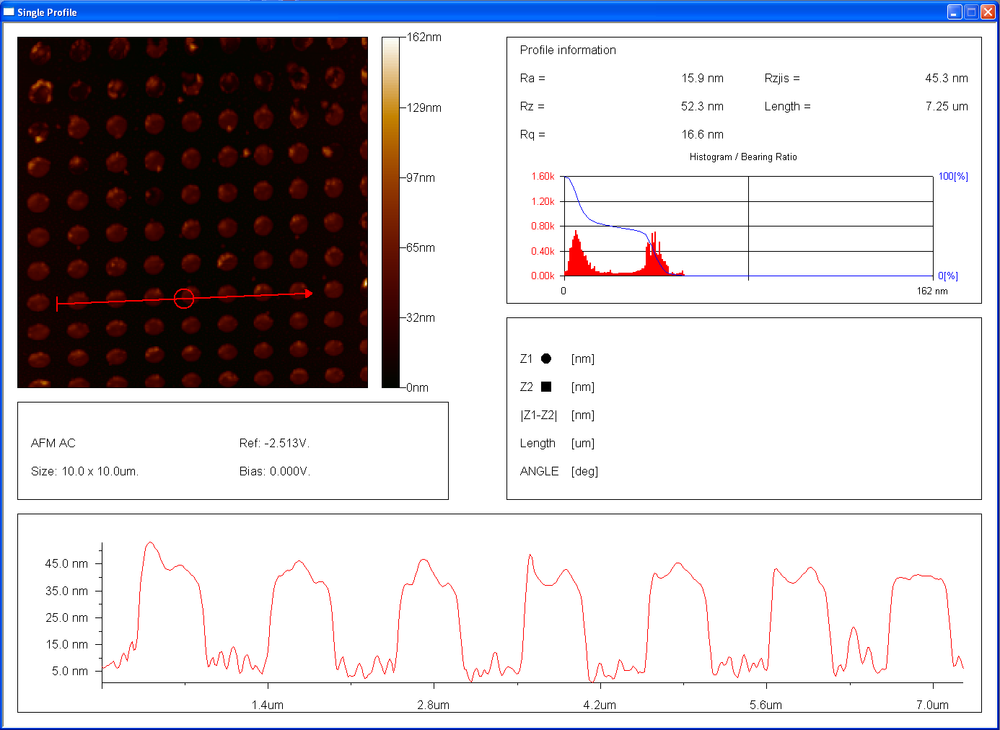 Single Profile
162nm
129nm
97nm
65nm
32nm
0nm
Profile information
Ra = 15.9 nm Rzjis = 45.3 nm
Rz = 52.3 nm Length = 7.25 um
Rq = 16.6 nm
Histogram / Bearing Ratio
1.60k 100[%]
1.20k
0.80k
0.40k
0.00k 0[%]
0 162 nm
Z1 [nm]
Z2 [nm]
|Z1-Z2| [nm]
Length [um]
ANGLE [deg]
AFM AC Ref: -2.513V.
Size: 10.0 x 10.0um. Bias: 0.000V.
45.0 nm
35.0 nm
25.0 nm
15.0 nm
5.0 nm
1.4um 2.8um 4.2um 5.6um 7.0um